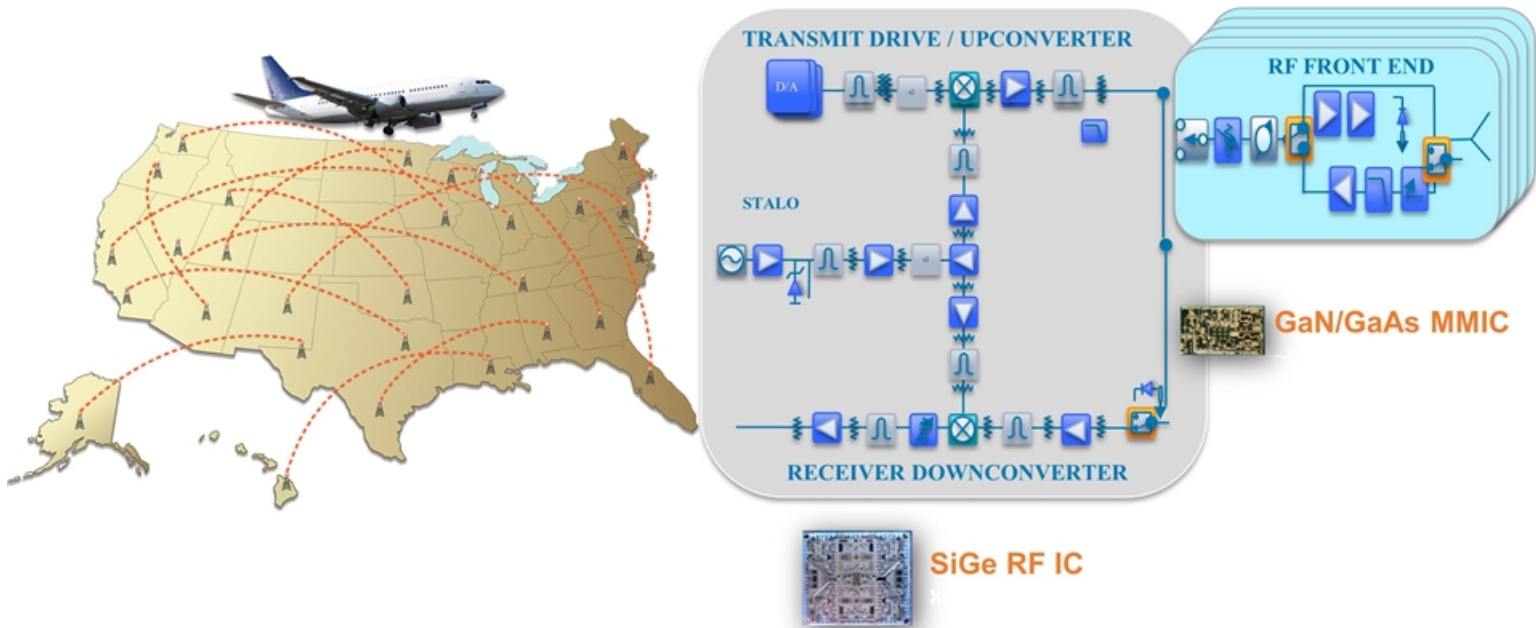 TRANSMIT DRIVE / UPCONVERTER
D/A
RF FRONT END
STALO
GaN/GaAs MMIC
RECEIVER DOWNCONVERTER
SiGe RF IC